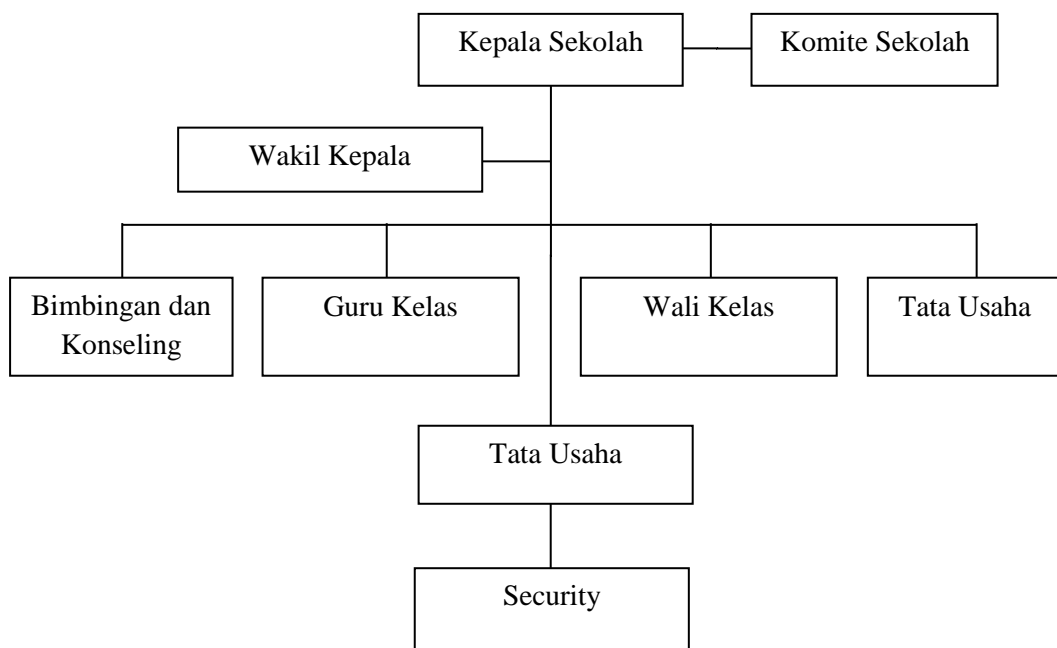 Kepala Sekolah
Komite Sekolah
Wakil Kepala
Bimbingan dan
Konseling
Guru Kelas
Wali Kelas
Tata Usaha
Tata Usaha
Security